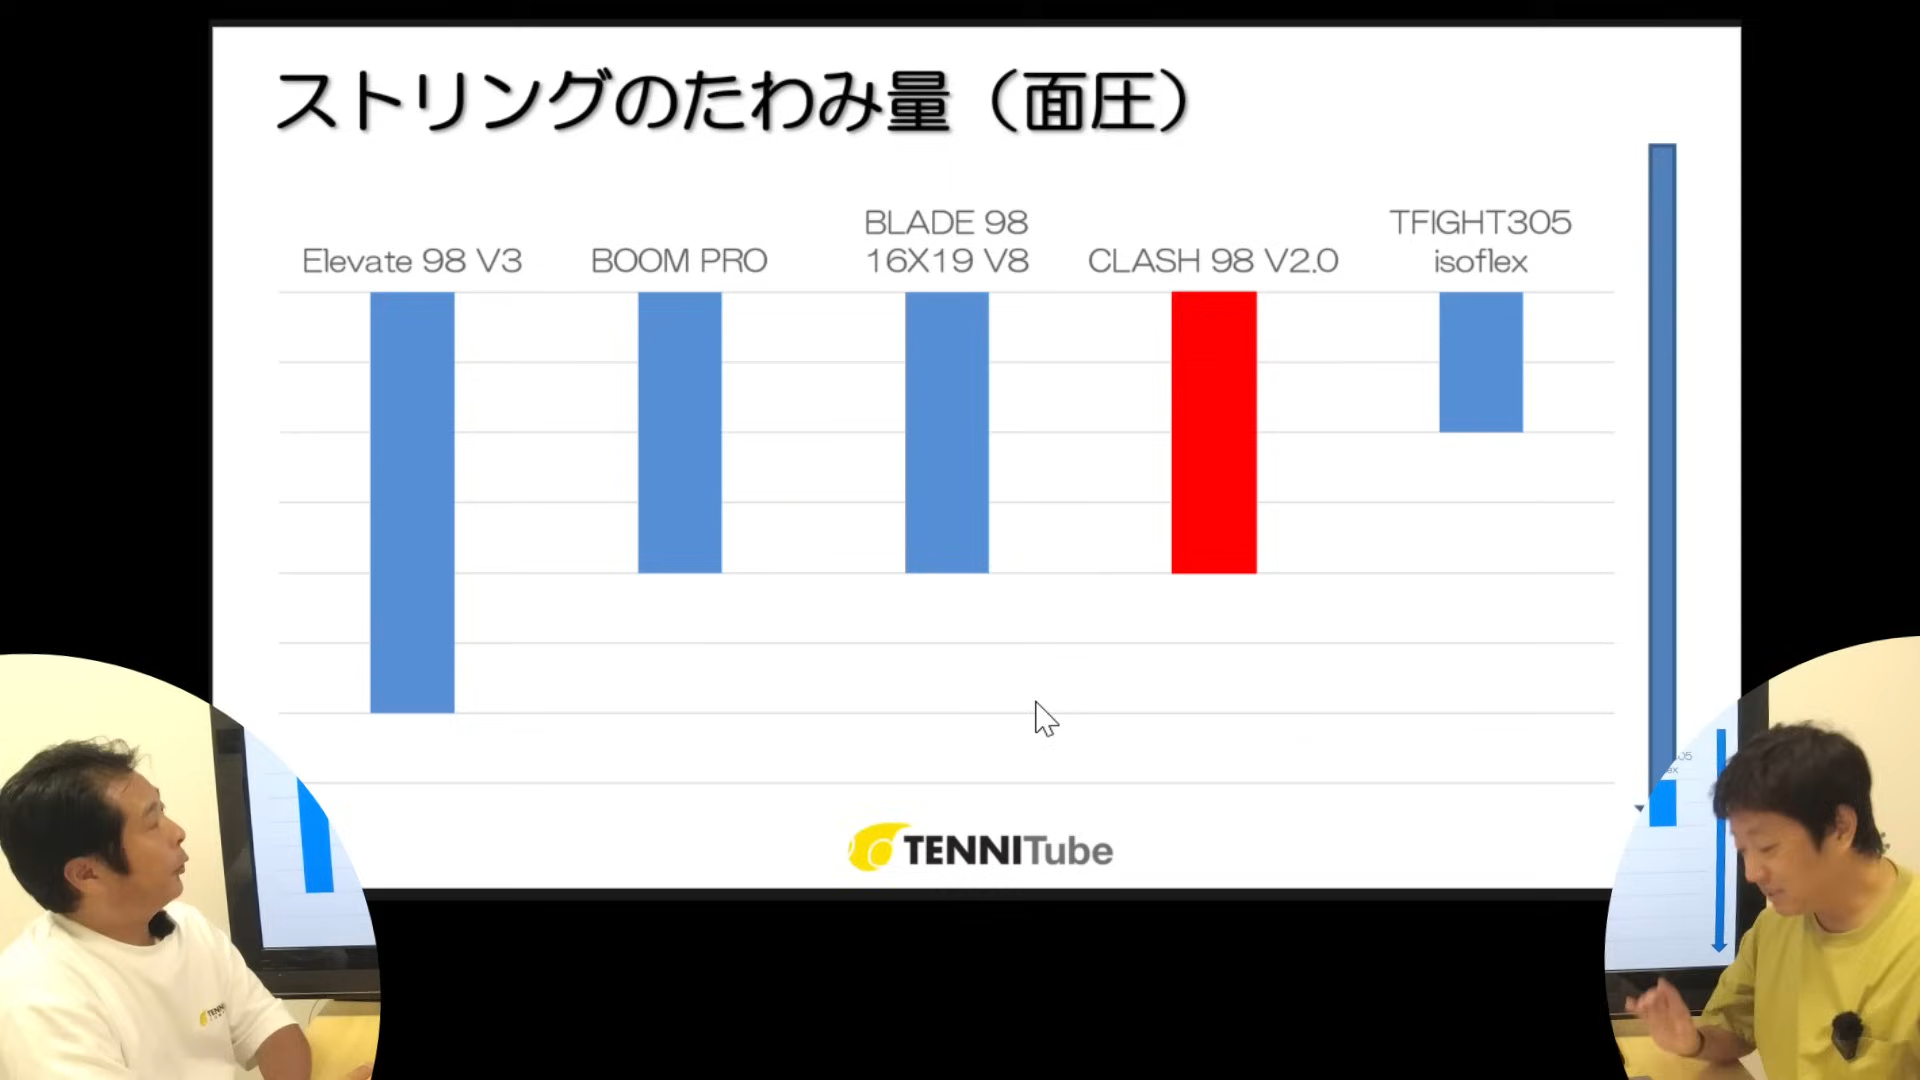 ストリングのたわみ量（面圧）
Elevate 98 V3
BOOM PRO
BLADE 98
16X19 V8
CLASH 98 V2.0
TFIGHT305
isoflex
TENNITube